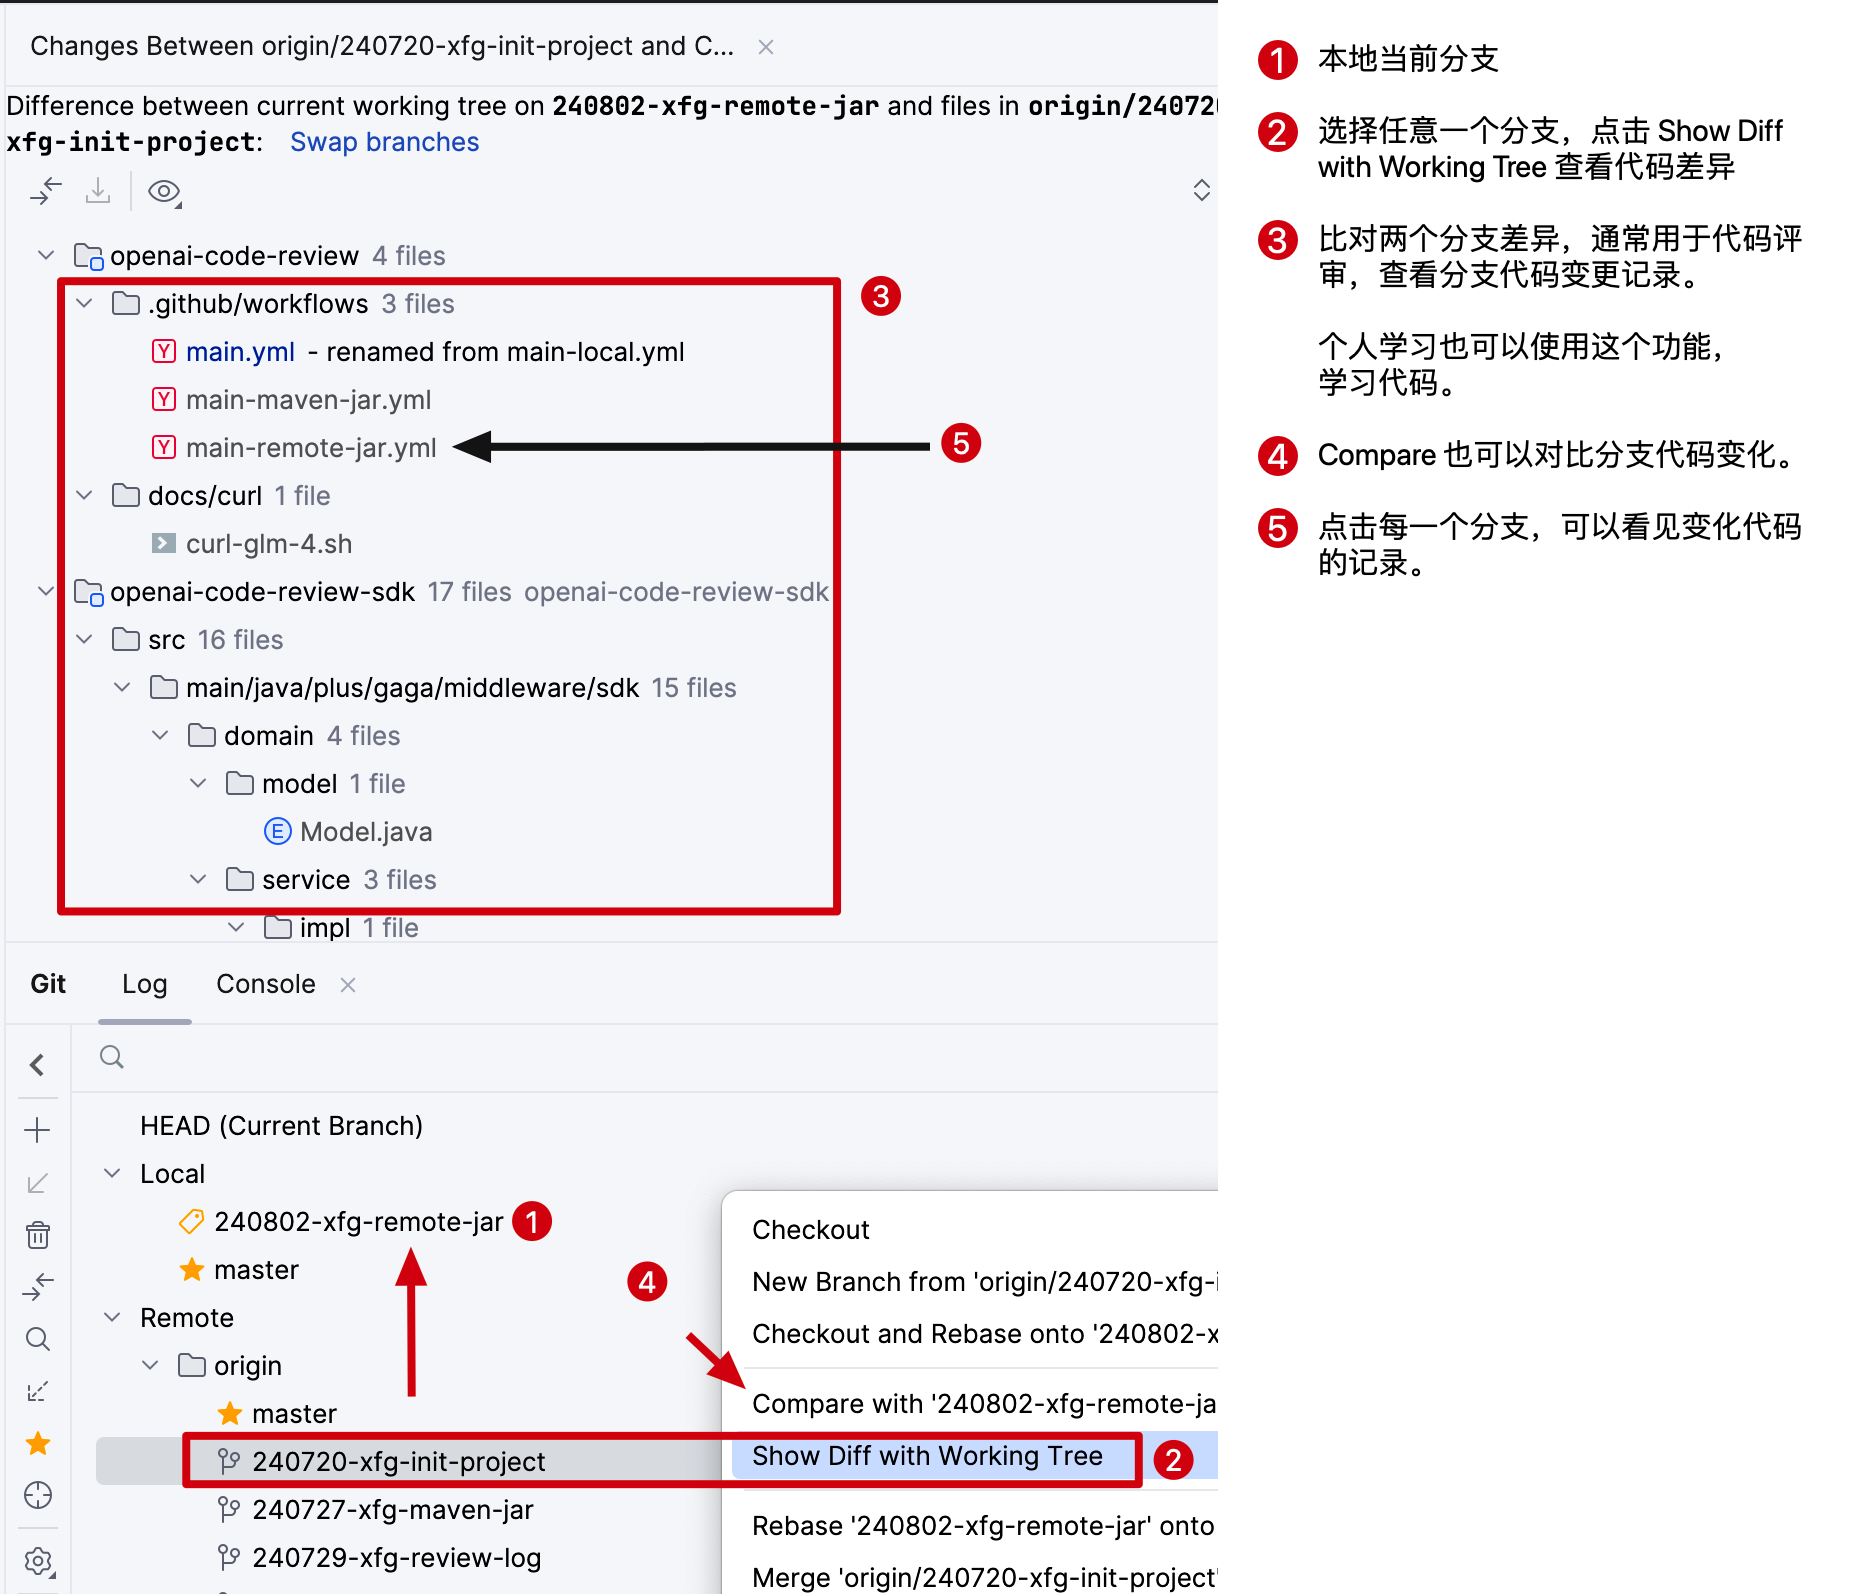 Changes Between origin/240720-xfg-init-project and C...
Difference between current working tree on 240802-xfg-remote-jar and files in origin/240720
xfg-init-project: Swap branches
openai-code-review 4 files
.github/workflows 3 files
3
Y main.yml - renamed from main-local.yml
Y main-maven-jar.yml
Y main-remote-jar.yml
5
docs/curl 1 file
curl-glm-4.sh
openai-code-review-sdk 17 files openai-code-review-sdk
src 16 files
main/java/plus/gaga/middleware/sdk 15 files
domain 4 files
model 1 file
E Model.java
service 3 files
impl 1 file
Git Log Console
HEAD (Current Branch)
Local
240802-xfg-remote-jar 1
master
Remote
origin
master
240720-xfg-init-project
240727-xfg-maven-jar
240729-xfg-review-log
4
Checkout
New Branch from 'origin/240720-xfg-i
Checkout and Rebase onto '240802-x
Compare with '240802-xfg-remote-ja
Show Diff with Working Tree 2
Rebase '240802-xfg-remote-jar' onto
Merge 'origin/240720-xfg-init-project'
1 本地当前分支
2 选择任意一个分支，点击 Show Diff
with Working Tree 查看代码差异
3 比对两个分支差异，通常用于代码评
审，查看分支代码变更记录。
个人学习也可以使用这个功能，
学习代码。
4 Compare 也可以对比分支代码变化。
5 点击每一个分支，可以看见变化代码
的记录。